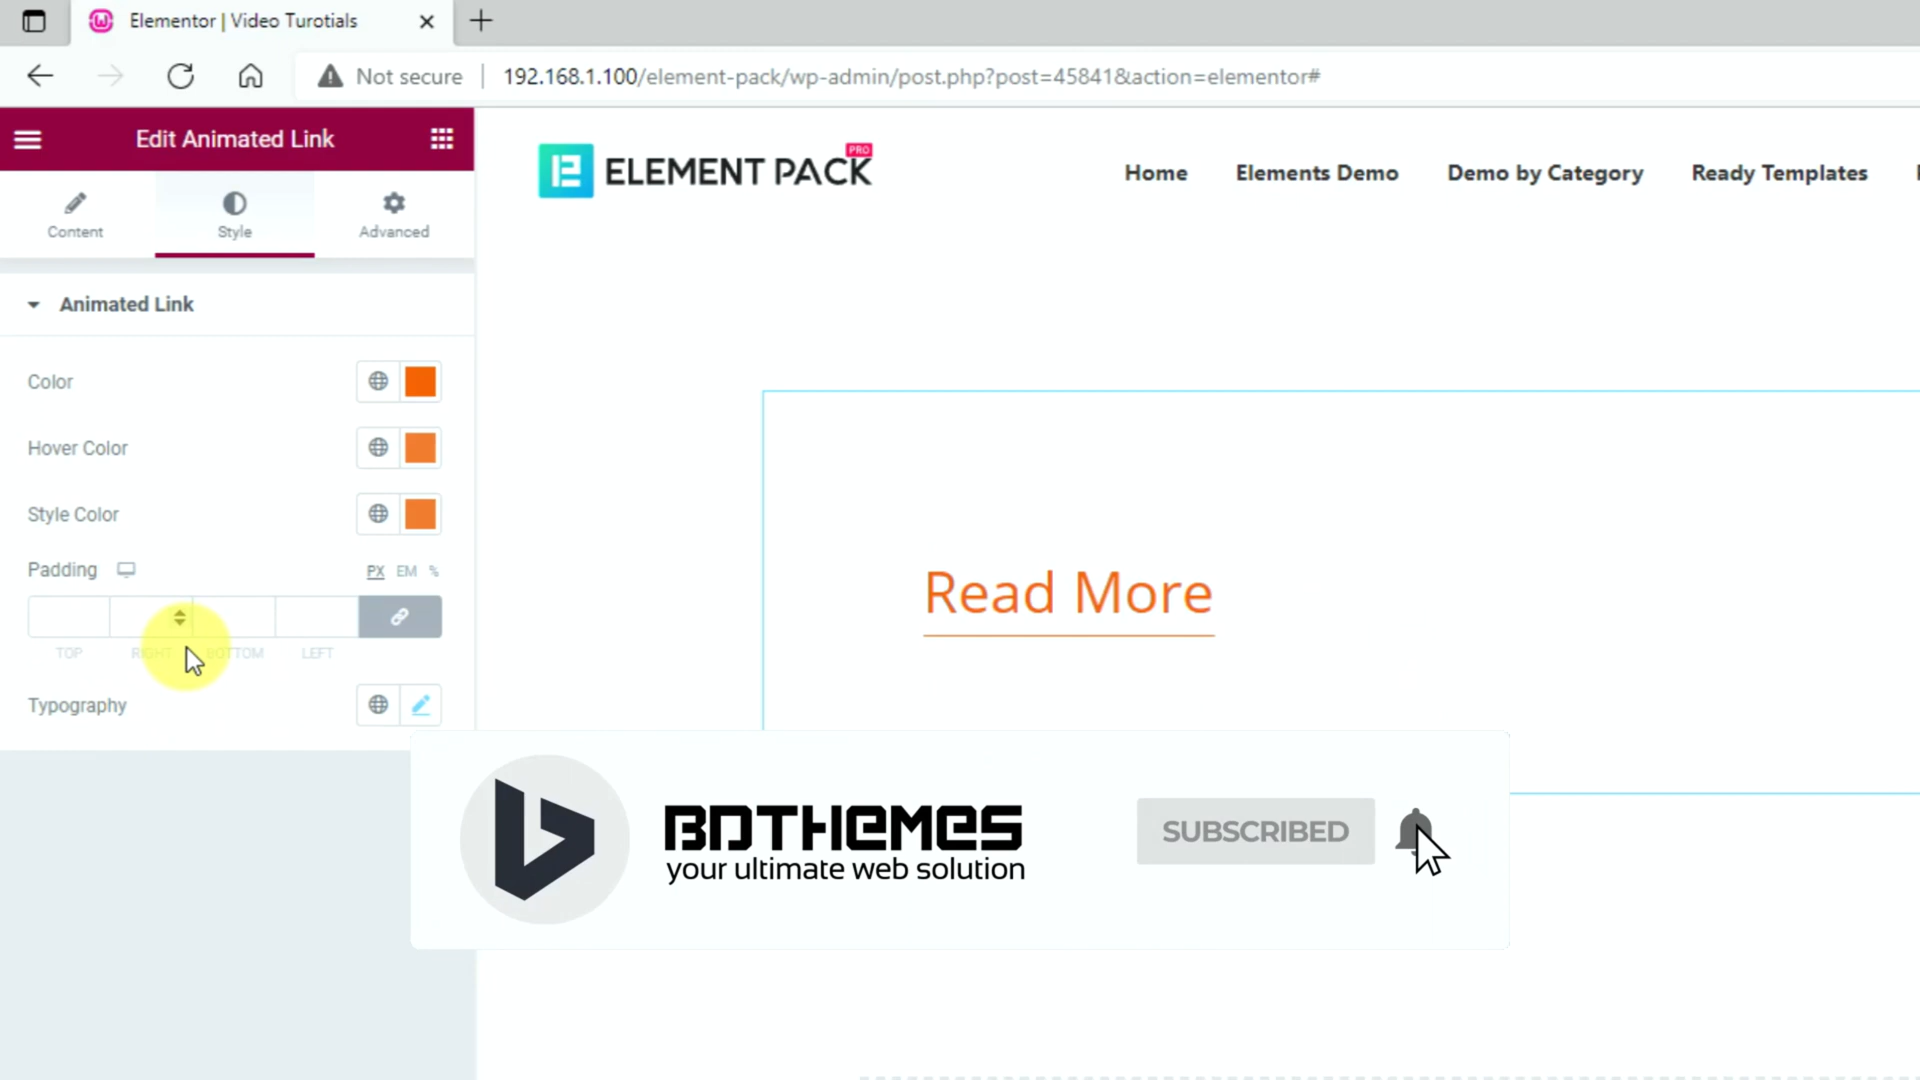 Elementor | Video Turotials
Not secure
192.168.1.100/element-pack/wp-admin/post.php?post=45841&action=elementor#
Edit Animated Link
Content
Style
Advanced
ELEMENT PACK
PRO
Home
Elements Demo
Demo by Category
Ready Templates
Animated Link
Color
Hover Color
Style Color
Padding
PX EM %
TOP RIGHT BOTTOM LEFT
Typography
Read More
BDTHEMES
your ultimate web solution
SUBSCRIBED